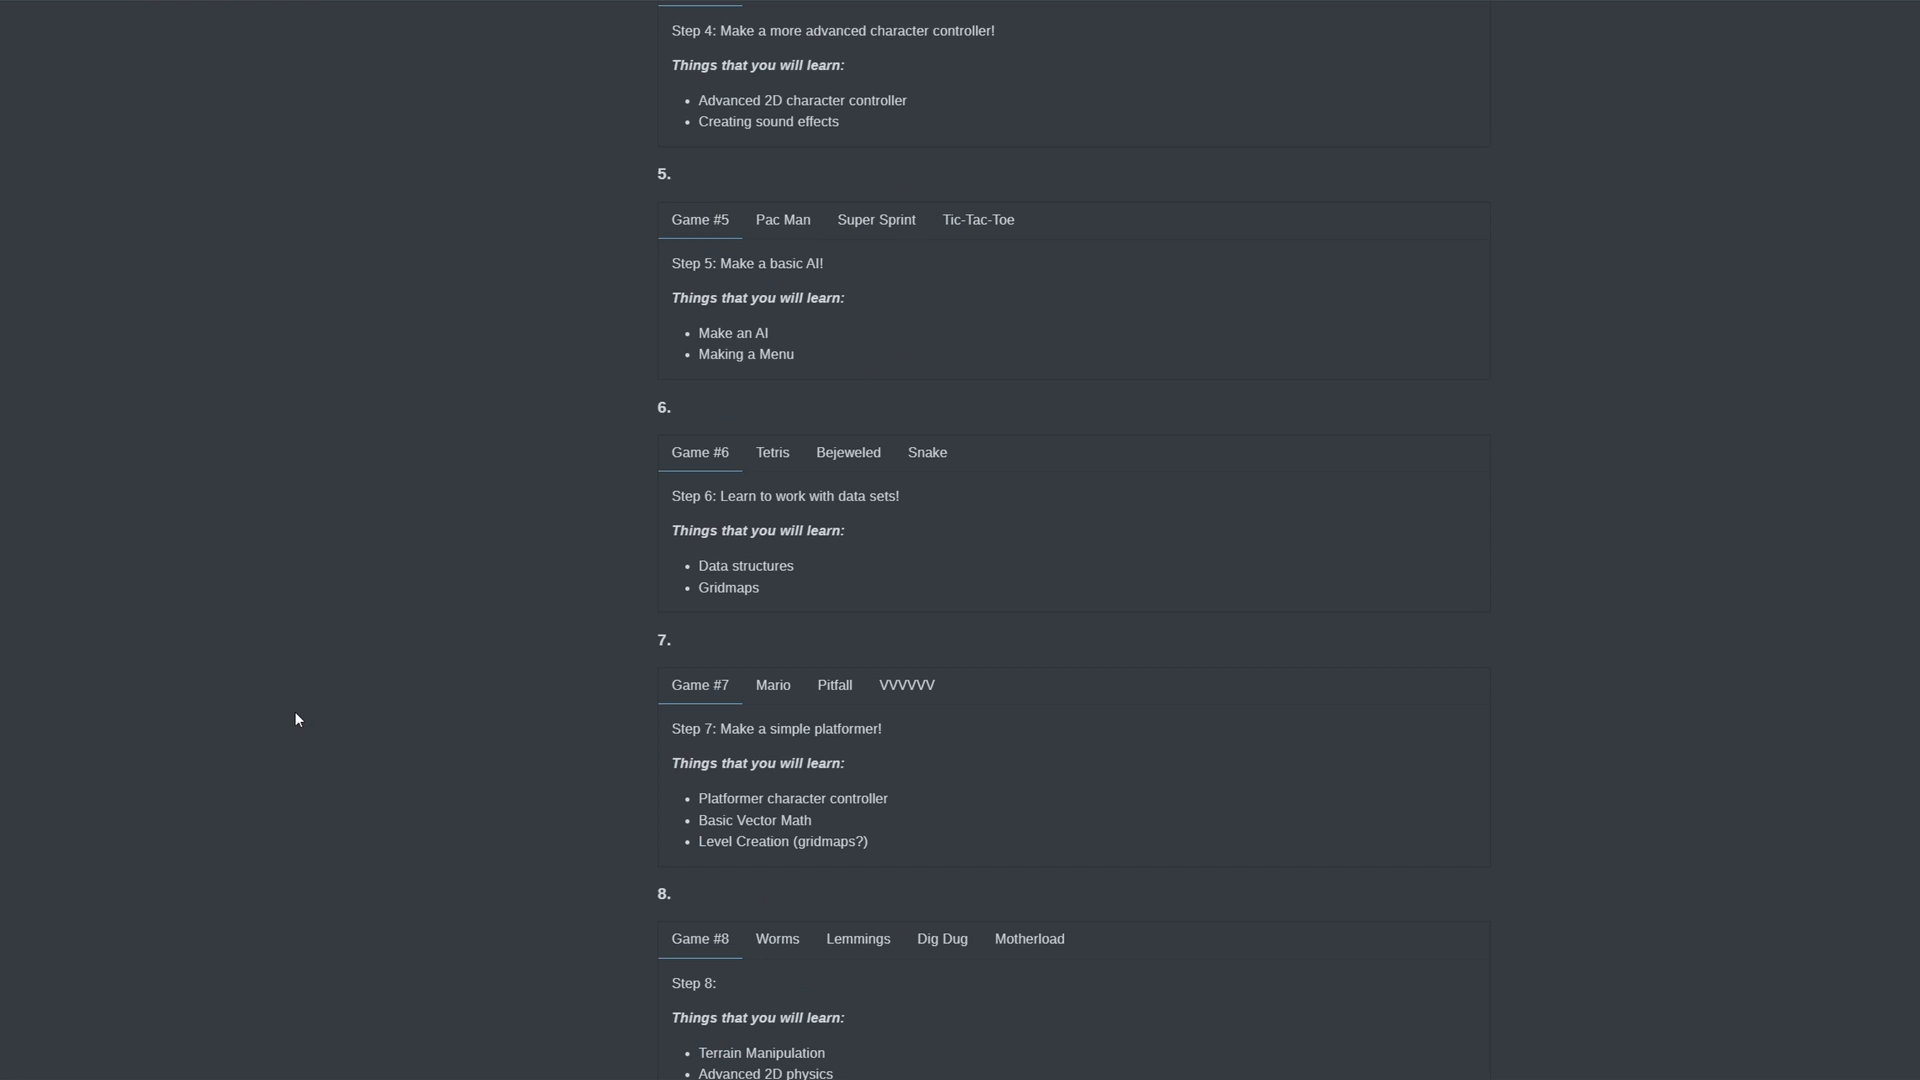 Step 4: Make a more advanced character controller!
Things that you will learn:
• Advanced 2D character controller
• Creating sound effects
5.
Game #5 Pac Man Super Sprint Tic-Tac-Toe
Step 5: Make a basic AI!
Things that you will learn:
• Make an AI
• Making a Menu
6.
Game #6 Tetris Bejeweled Snake
Step 6: Learn to work with data sets!
Things that you will learn:
• Data structures
• Gridmaps
7.
Game #7 Mario Pitfall VVVVVV
Step 7: Make a simple platformer!
Things that you will learn:
• Platformer character controller
• Basic Vector Math
• Level Creation (gridmaps?)
8.
Game #8 Worms Lemmings Dig Dug Motherload
Step 8:
Things that you will learn:
• Terrain Manipulation
• Advanced 2D physics